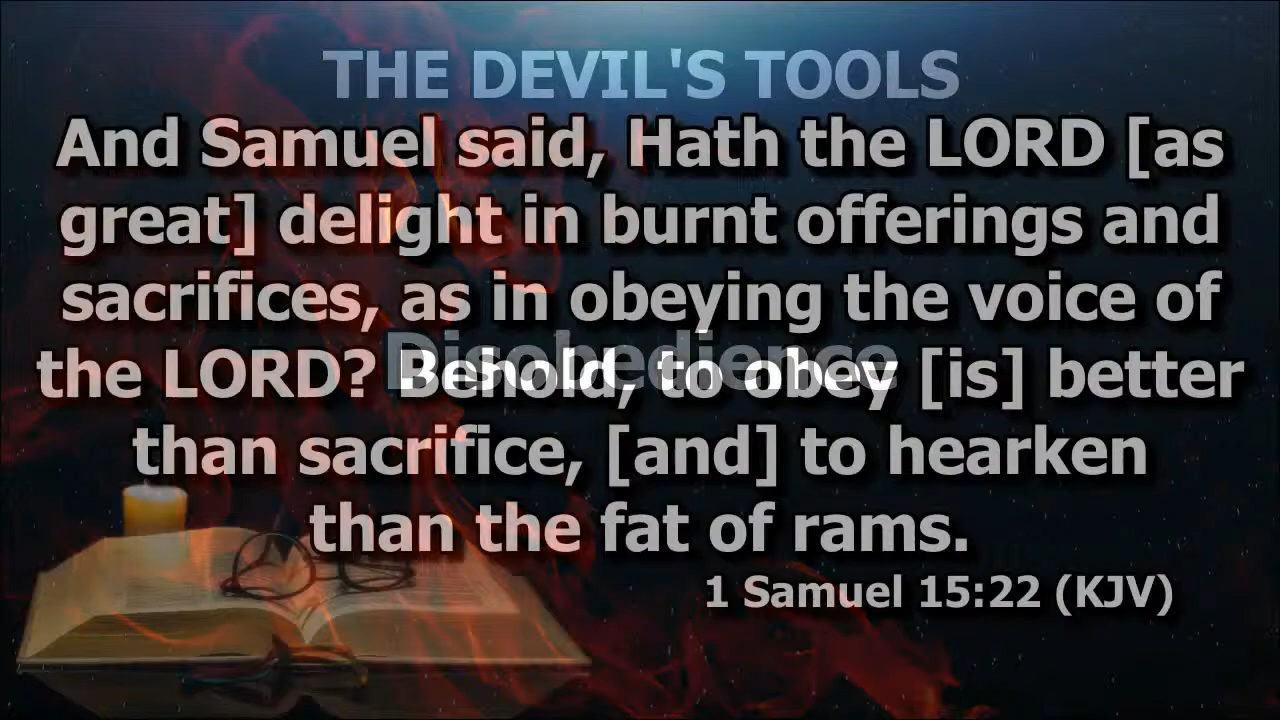 THE DEVIL'S TOOLS
And Samuel said, Hath the LORD [as
great] delight in burnt offerings and
sacrifices, as in obeying the voice of
Disobedience
the LORD? Behold, to obey [is] better
than sacrifice, [and] to hearken
than the fat of rams.
1 Samuel 15:22 (KJV)